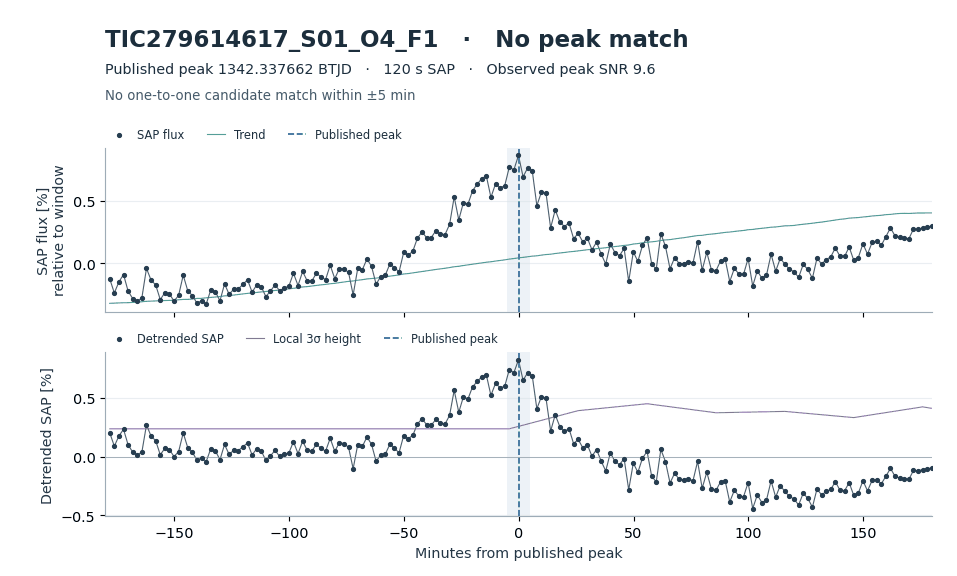 TIC279614617_S01_O4_F1 · No peak match
Published peak 1342.337662 BTJD · 120 s SAP · Observed peak SNR 9.6
No one-to-one candidate match within ±5 min
SAP flux Trend Published peak
SAP flux [%]
relative to window
0.5
0.0
Detrended SAP Local 3σ height Published peak
Detrended SAP [%]
0.5
0.0
−0.5
−150 −100 −50 0 50 100 150
Minutes from published peak